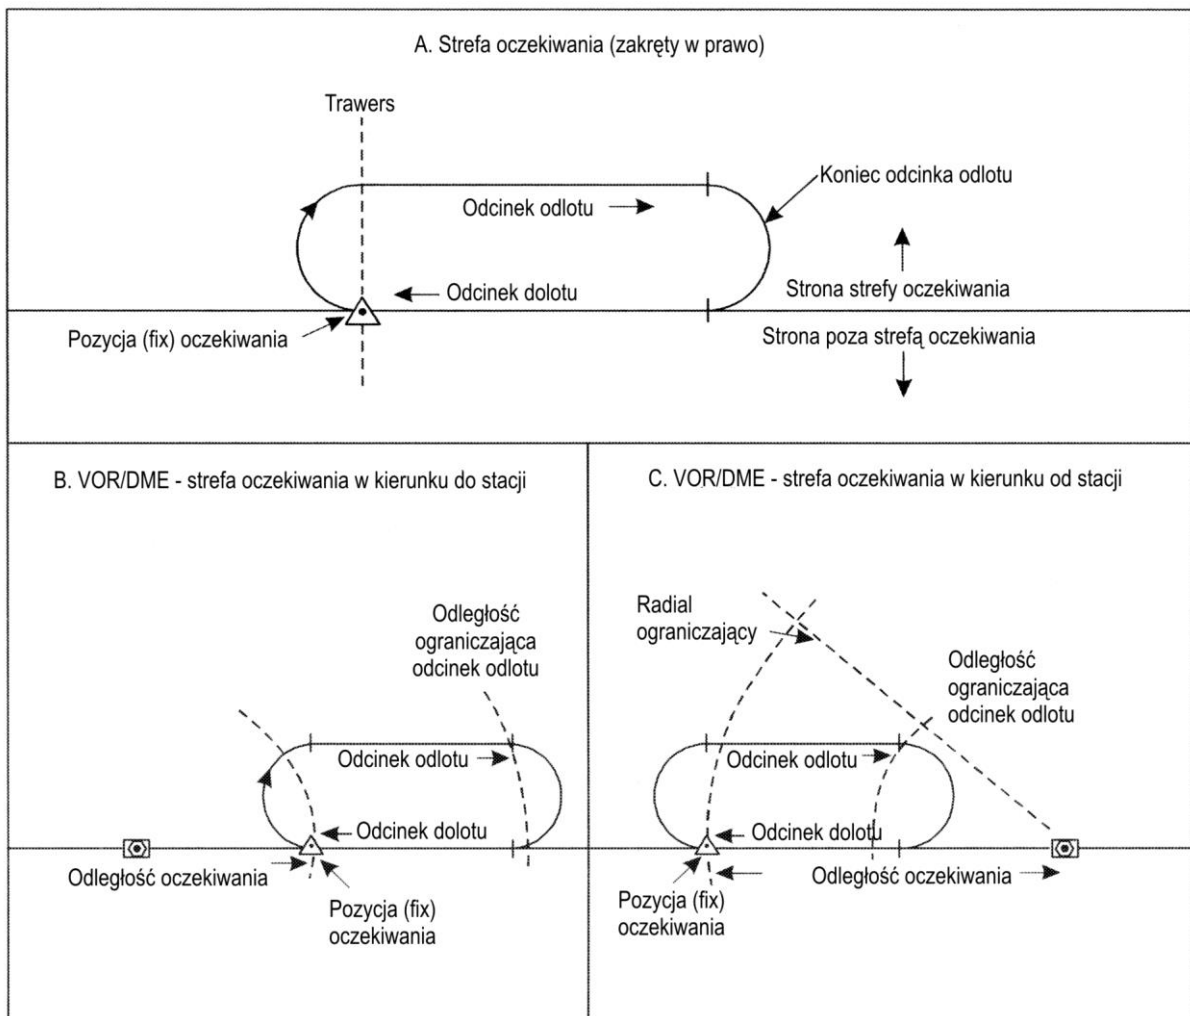 A. Strefa oczekiwania (zakręty w prawo)
Trawers
Koniec odcinka odlotu
Odcinek odlotu
Odcinek dolotu
Strona strefy oczekiwania
Pozycja (fix) oczekiwania
Strona poza strefą oczekiwania
B. VOR/DME - strefa oczekiwania w kierunku do stacji
Odległość
ograniczająca
odcinek odlotu
Odcinek odlotu
Odcinek dolotu
Odległość oczekiwania
Pozycja (fix)
oczekiwania
C. VOR/DME - strefa oczekiwania w kierunku od stacji
Radial
ograniczający
Odległość
ograniczająca
odcinek odlotu
Odcinek odlotu
Odcinek dolotu
Odległość oczekiwania
Pozycja (fix)
oczekiwania